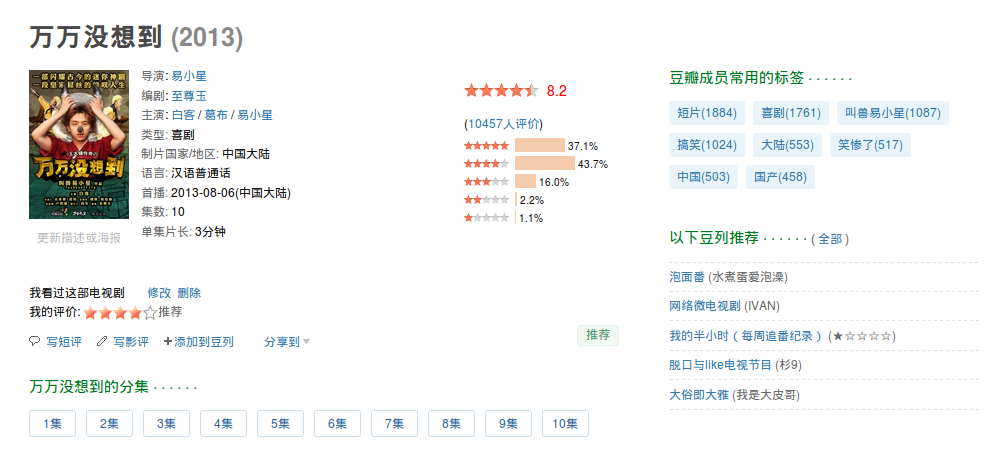 万万没想到 (2013)
一部闪耀古今的迷你神剧
万万没想到
更新描述或海报
导演: 易小星
编剧: 至尊玉
主演: 白客 / 葛布 / 易小星
类型: 喜剧
制片国家/地区: 中国大陆
语言: 汉语普通话
首播: 2013-08-06(中国大陆)
集数: 10
单集片长: 3分钟
8.2
(10457人评价)
37.1%
43.7%
16.0%
2.2%
1.1%
我看过这部电视剧 修改 删除
我的评价: 推荐
写短评 写影评 添加到豆列 分享到 推荐
万万没想到的分集 · · · · · ·
1集 2集 3集 4集 5集 6集 7集 8集 9集 10集
豆瓣成员常用的标签 · · · · · ·
短片(1884) 喜剧(1761) 叫兽易小星(1087)
搞笑(1024) 大陆(553) 笑惨了(517)
中国(503) 国产(458)
以下豆列推荐 · · · · · · ( 全部 )
泡面番 (水煮蛋爱泡澡)
网络微电视剧 (IVAN)
我的半小时（每周追番纪录） (★☆☆☆☆)
脱口与like电视节目 (杉9)
大俗即大雅 (我是大皮哥)